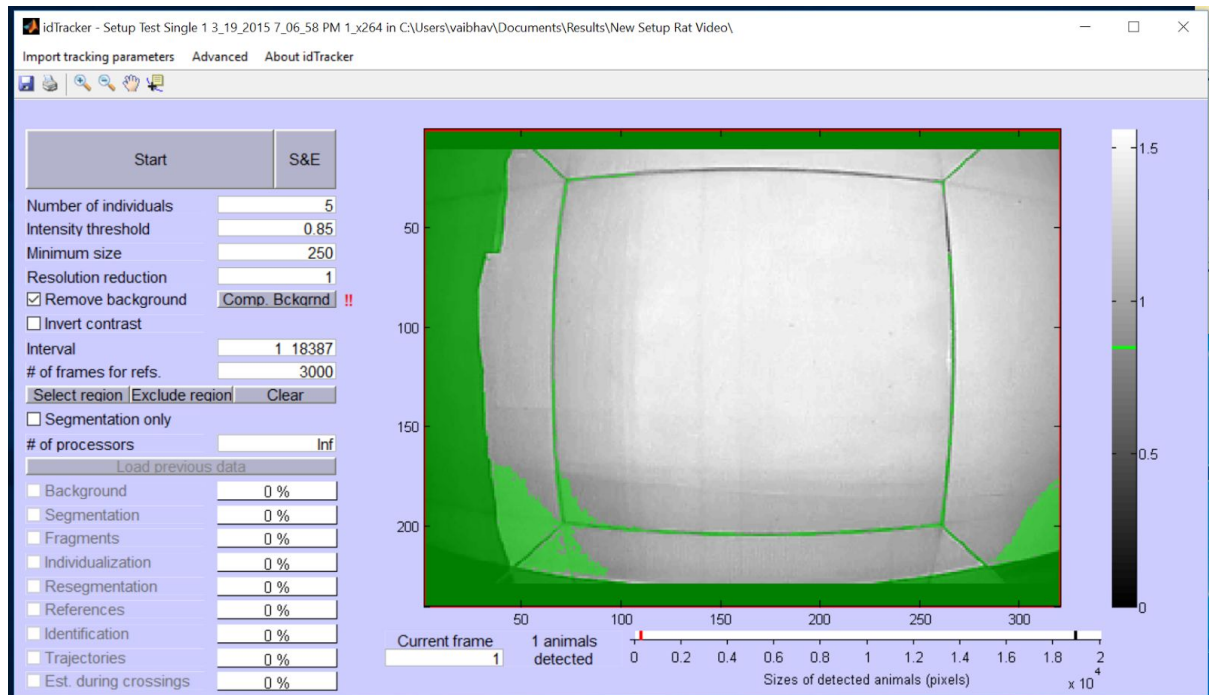 idTracker - Setup Test Single 1 3_19_2015 7_06_58 PM 1_x264 in C:\Users\vaibhav\Documents\Results\New Setup Rat Video\
Import tracking parameters Advanced About idTracker
Start S&E
Number of individuals 5
Intensity threshold 0.85
Minimum size 250
Resolution reduction 1
Remove background Comp. Bckgrnd !!
Invert contrast
Interval 1 18387
# of frames for refs. 3000
Select region Exclude region Clear
Segmentation only
# of processors Inf
Load previous data
Background 0 %
Segmentation 0 %
Fragments 0 %
Individualization 0 %
Resegmentation 0 %
References 0 %
Identification 0 %
Trajectories 0 %
Est. during crossings 0 %
50
100
150
200
50 100 150 200 250 300
1.5
1
0.5
0
Current frame
1
1 animals
detected
0 0.2 0.4 0.6 0.8 1 1.2 1.4 1.6 1.8 2
Sizes of detected animals (pixels)
x 10
4